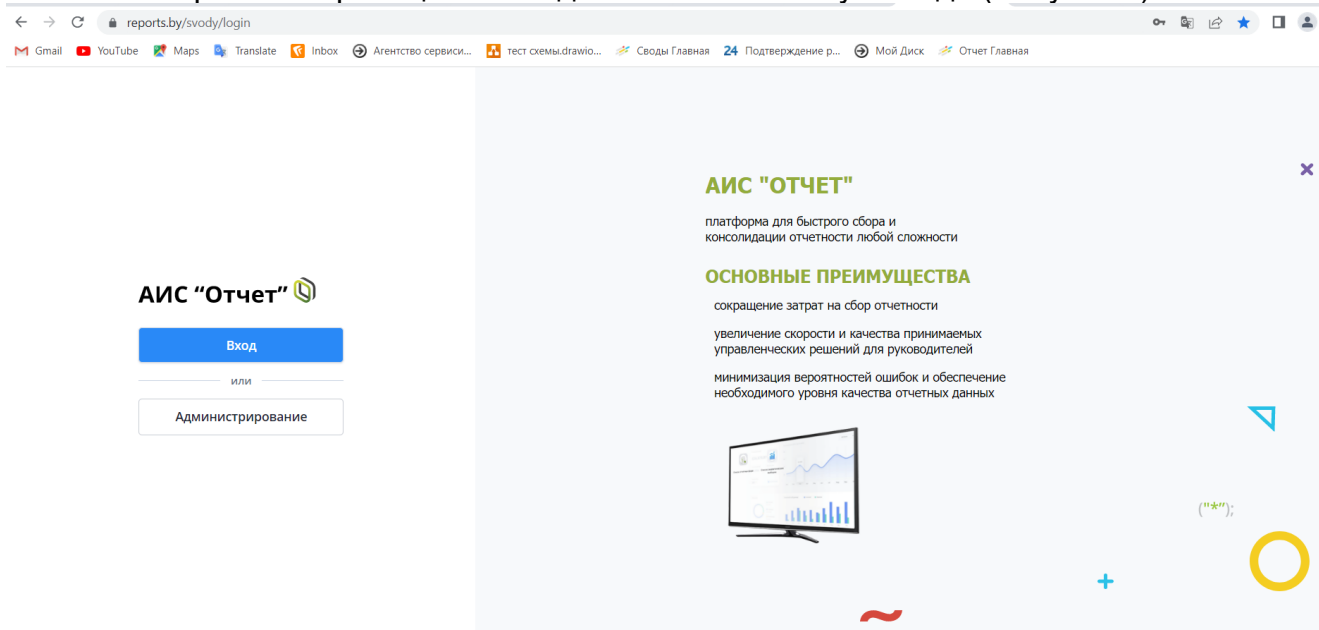 reports.by/svody/login
Gmail YouTube Maps Translate Inbox Агентство сервиси... тест схемы.drawio... Своды Главная 24 Подтверждение р... Мой Диск Отчет Главная
АИС “Отчет”
Вход
или
Администрирование
АИС "ОТЧЕТ"
платформа для быстрого сбора и
консолидации отчетности любой сложности
ОСНОВНЫЕ ПРЕИМУЩЕСТВА
сокращение затрат на сбор отчетности
увеличение скорости и качества принимаемых
управленческих решений для руководителей
минимизация вероятностей ошибок и обеспечение
необходимого уровня качества отчетных данных
("*");